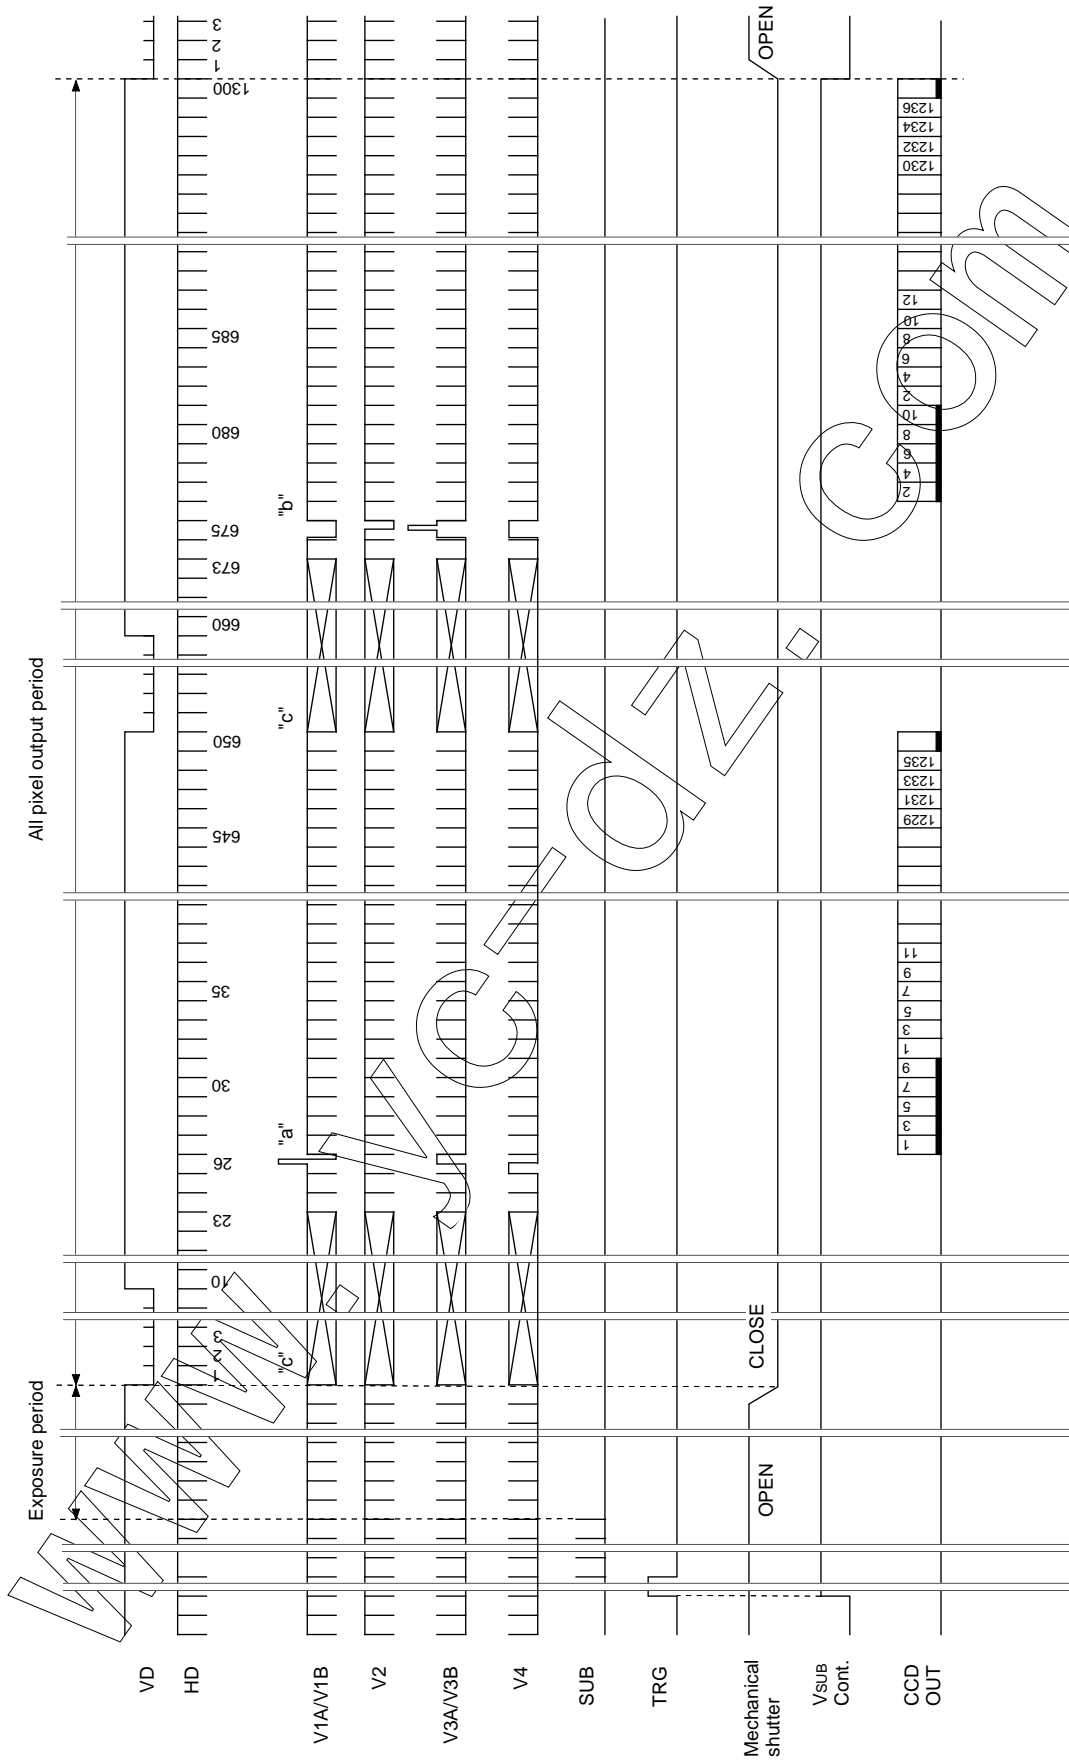 Exposure period
All pixel output period
VD
HD
1
2
3
10
23
26
30
35
645
650
660
673
675
680
685
1300
1
2
3
"c"
"a"
"c"
"b"
V1A/V1B
V2
V3A/V3B
V4
SUB
TRG
Mechanical
shutter
OPEN
CLOSE
OPEN
VSUB
Cont.
CCD
OUT
1
3
5
7
9
1
3
5
7
9
11
1229
1231
1233
1235
2
4
6
8
10
2
4
6
8
10
12
1230
1232
1234
1236
www.yc-dz.com